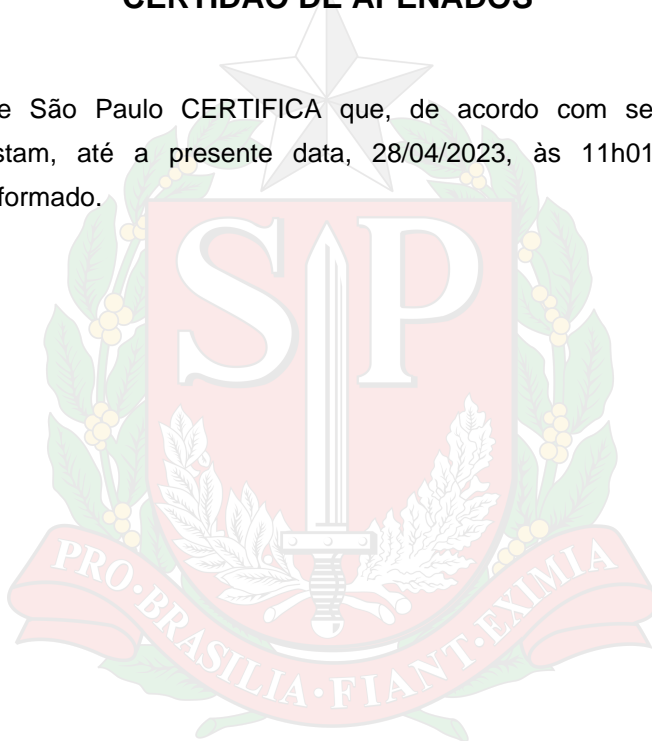 CERTIDÃO DE APENADOS
e São Paulo CERTIFICA que, de acordo com se
stam, até a presente data, 28/04/2023, às 11h01
formado.
SP
PRO·BRASILIA·FIANT·EXIMIA